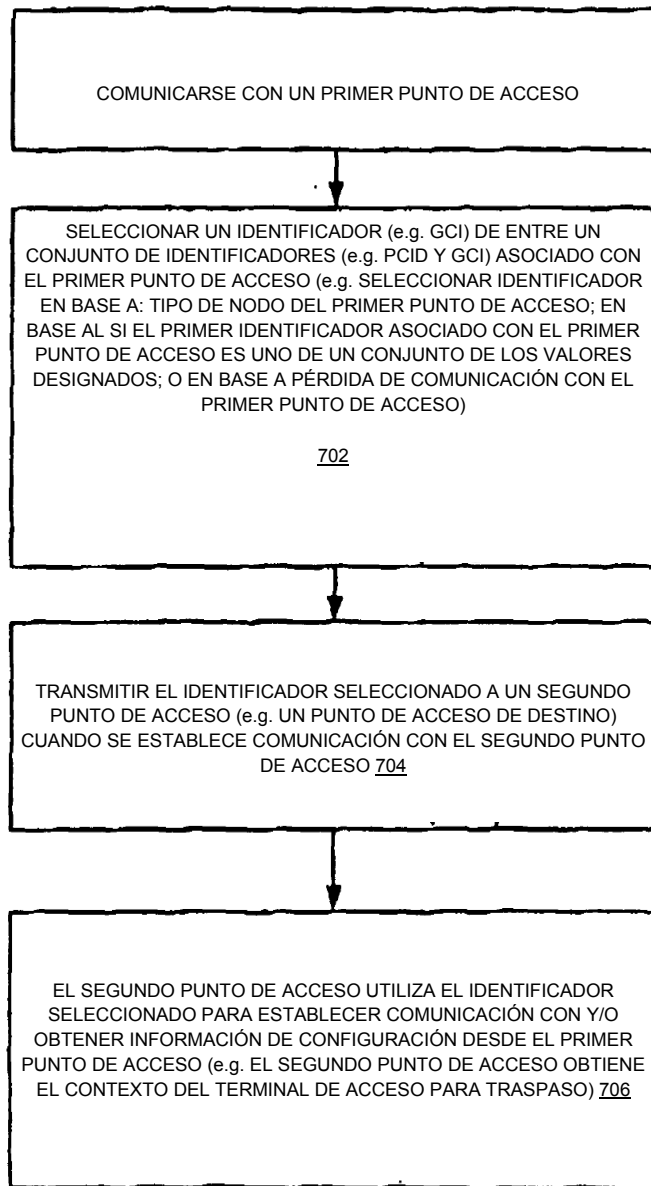 COMUNICARSE CON UN PRIMER PUNTO DE ACCESO
SELECCIONAR UN IDENTIFICADOR (e.g. GCI) DE ENTRE UN
CONJUNTO DE IDENTIFICADORES (e.g. PCID Y GCI) ASOCIADO CON
EL PRIMER PUNTO DE ACCESO (e.g. SELECCIONAR IDENTIFICADOR
EN BASE A: TIPO DE NODO DEL PRIMER PUNTO DE ACCESO; EN
BASE AL SI EL PRIMER IDENTIFICADOR ASOCIADO CON EL PRIMER
PUNTO DE ACCESO ES UNO DE UN CONJUNTO DE LOS VALORES
DESIGNADOS; O EN BASE A PÉRDIDA DE COMUNICACIÓN CON EL
PRIMER PUNTO DE ACCESO)
702
TRANSMITIR EL IDENTIFICADOR SELECCIONADO A UN SEGUNDO
PUNTO DE ACCESO (e.g. UN PUNTO DE ACCESO DE DESTINO)
CUANDO SE ESTABLECE COMUNICACIÓN CON EL SEGUNDO PUNTO
DE ACCESO 704
EL SEGUNDO PUNTO DE ACCESO UTILIZA EL IDENTIFICADOR
SELECCIONADO PARA ESTABLECER COMUNICACIÓN CON Y/O
OBTENER INFORMACIÓN DE CONFIGURACIÓN DESDE EL PRIMER
PUNTO DE ACCESO (e.g. EL SEGUNDO PUNTO DE ACCESO OBTIENE
EL CONTEXTO DEL TERMINAL DE ACCESO PARA TRASPASO) 706